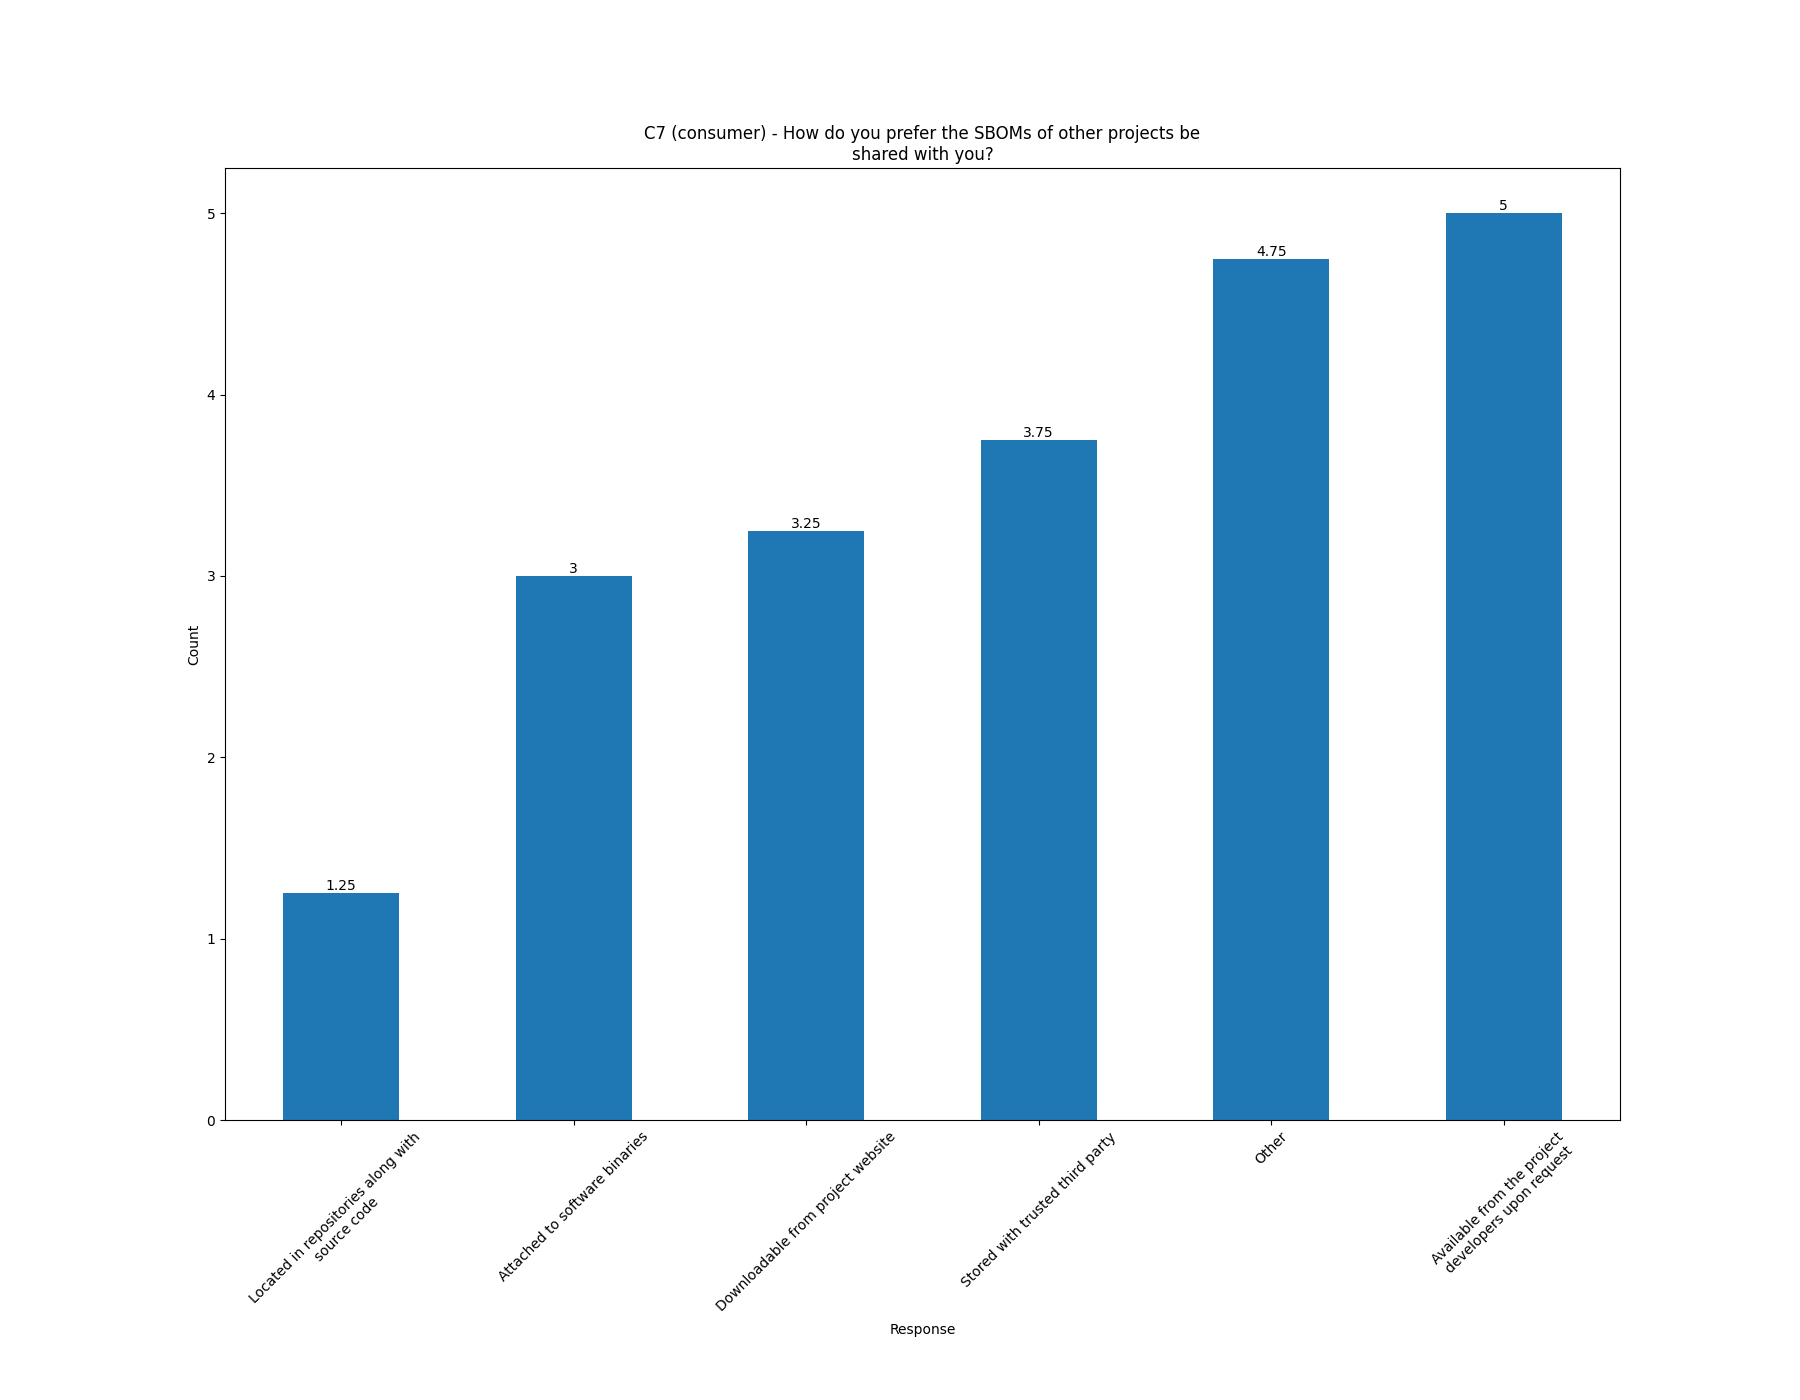 C7 (consumer) - How do you prefer the SBOMs of other projects be
shared with you?
5
4
3
2
1
0
Count
1.25
3
3.25
3.75
4.75
5
Located in repositories along with
source code
Attached to software binaries
Downloadable from project website
Stored with trusted third party
Other
Available from the project
developers upon request
Response